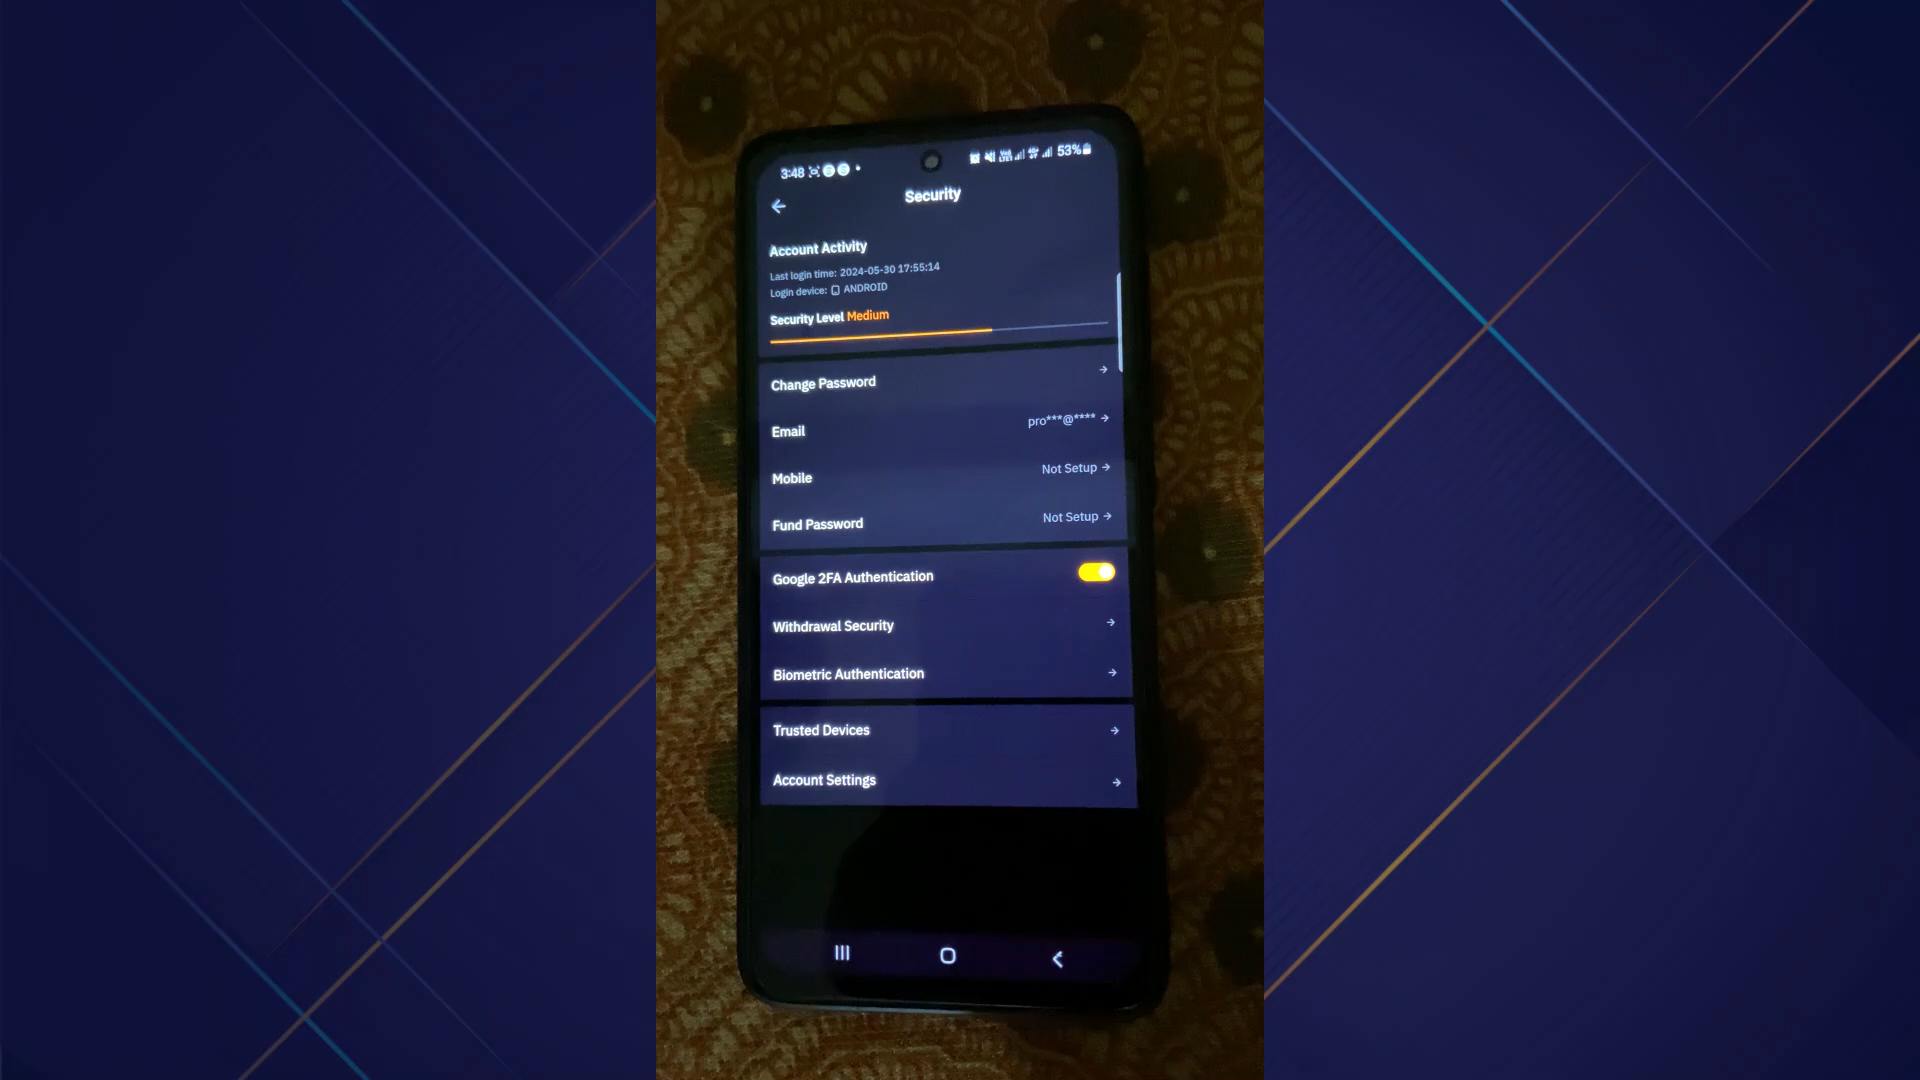 3:48 53%
Security
Account Activity
Last login time: 2024-05-30 17:55:14
Login device: ANDROID
Security Level Medium
Change Password
Email pro***@****
Mobile Not Setup
Fund Password Not Setup
Google 2FA Authentication
Withdrawal Security
Biometric Authentication
Trusted Devices
Account Settings